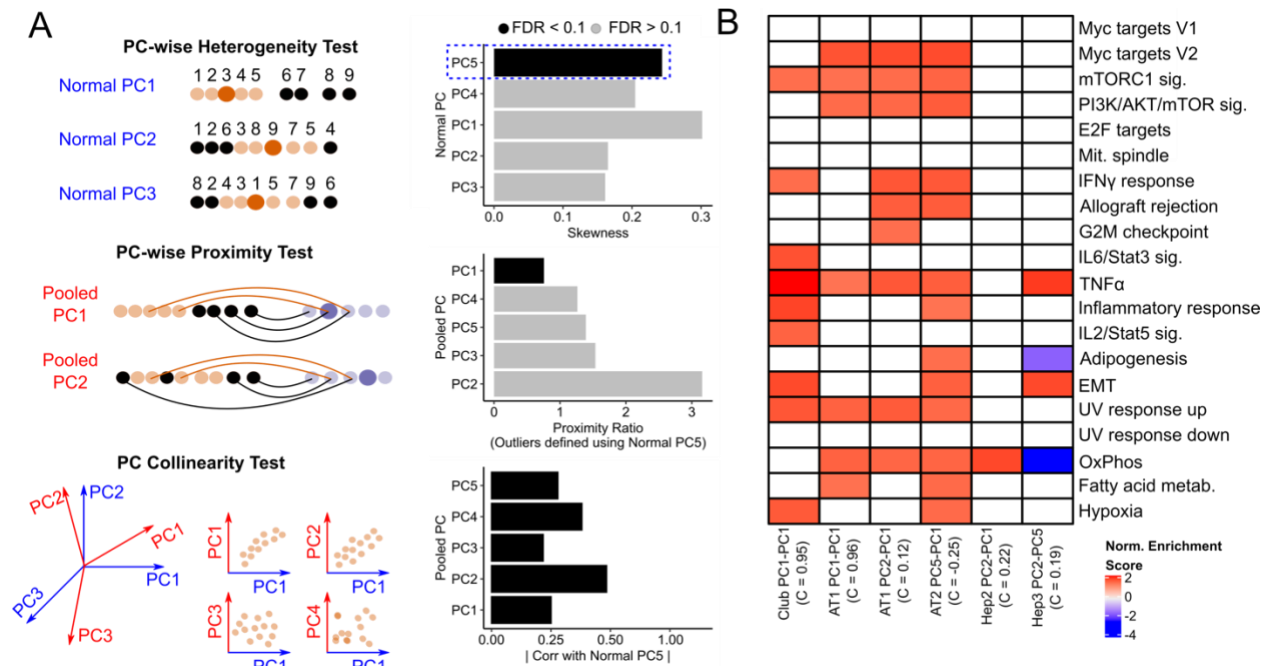 A
PC-wise Heterogeneity Test
Normal PC1
1 2 3 4 5 6 7 8 9
Normal PC2
1 2 6 3 8 9 7 5 4
Normal PC3
8 2 4 3 1 5 7 9 6
FDR < 0.1 FDR > 0.1
Normal PC
PC5
PC4
PC1
PC2
PC3
0.0 0.1 0.2 0.3
Skewness
PC-wise Proximity Test
Pooled
PC1
Pooled
PC2
Pooled PC
PC1
PC4
PC5
PC3
PC2
0 1 2 3
Proximity Ratio
(Outliers defined using Normal PC5)
PC Collinearity Test
PC2
PC2
PC1
PC1
PC3
PC3
PC1
PC1
PC2
PC1
PC3
PC1
PC4
PC1
Pooled PC
PC5
PC4
PC3
PC2
PC1
0.00 0.25 0.50 1.00
| Corr with Normal PC5 |
B
Myc targets V1
Myc targets V2
mTORC1 sig.
PI3K/AKT/mTOR sig.
E2F targets
Mit. spindle
IFNγ response
Allograft rejection
G2M checkpoint
IL6/Stat3 sig.
TNFα
Inflammatory response
IL2/Stat5 sig.
Adipogenesis
EMT
UV response up
UV response down
OxPhos
Fatty acid metab.
Hypoxia
Club PC1-PC1
(C = 0.95)
AT1 PC1-PC1
(C = 0.96)
AT1 PC2-PC1
(C = 0.12)
AT2 PC5-PC1
(C = -0.25)
Hep2 PC2-PC1
(C = 0.22)
Hep3 PC2-PC5
(C = 0.19)
Norm. Enrichment
Score
2
0
-2
-4